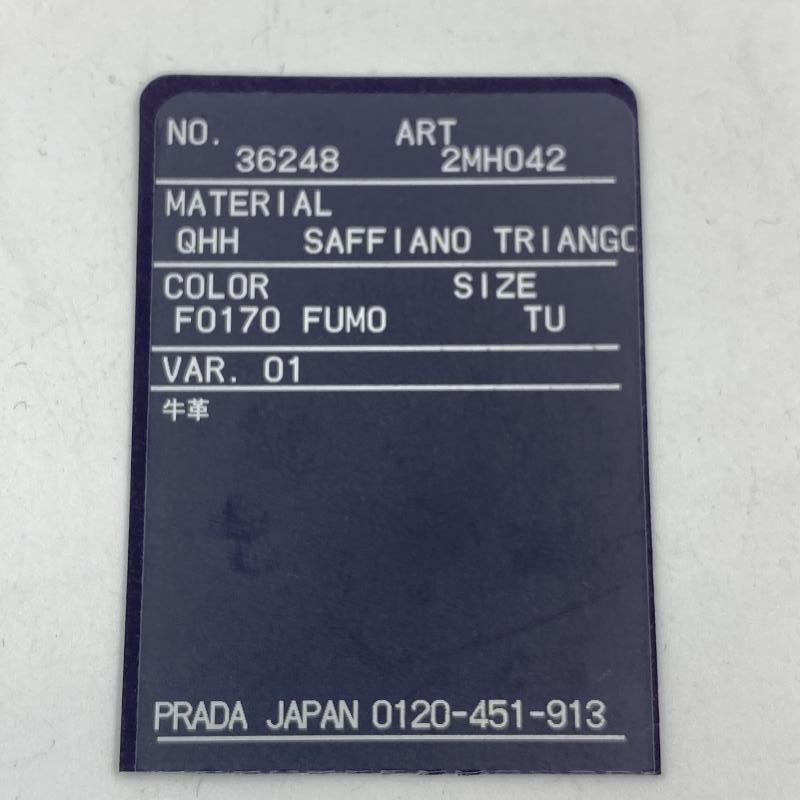 NO. ART
36248 2MH042
MATERIAL
QHH SAFFIANO TRIANGO
COLOR SIZE
F0170 FUMO TU
VAR. 01
牛革
PRADA JAPAN 0120-451-913